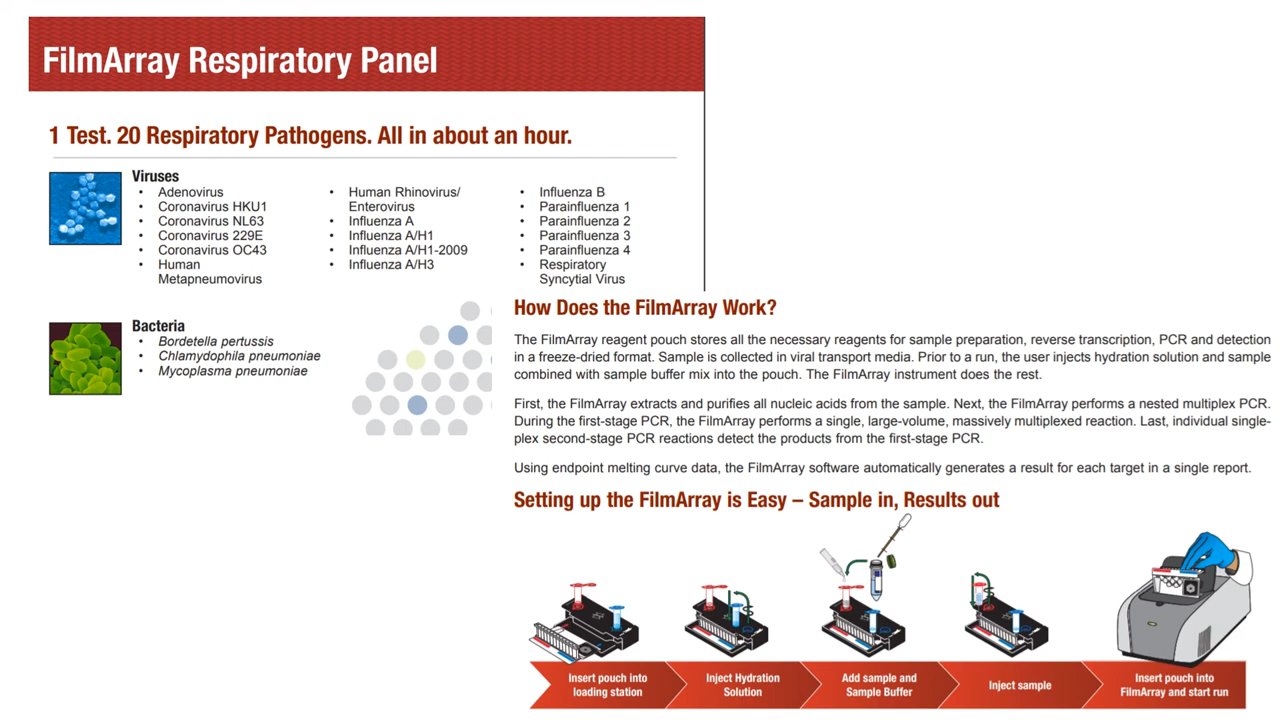 FilmArray Respiratory Panel
1 Test. 20 Respiratory Pathogens. All in about an hour.
Viruses
• Adenovirus
• Coronavirus HKU1
• Coronavirus NL63
• Coronavirus 229E
• Coronavirus OC43
• Human
Metapneumovirus
• Human Rhinovirus/
Enterovirus
• Influenza A
• Influenza A/H1
• Influenza A/H1-2009
• Influenza A/H3
• Influenza B
• Parainfluenza 1
• Parainfluenza 2
• Parainfluenza 3
• Parainfluenza 4
• Respiratory
Syncytial Virus
Bacteria
• Bordetella pertussis
• Chlamydophila pneumoniae
• Mycoplasma pneumoniae
How Does the FilmArray Work?
The FilmArray reagent pouch stores all the necessary reagents for sample preparation, reverse transcription, PCR and detection
in a freeze-dried format. Sample is collected in viral transport media. Prior to a run, the user injects hydration solution and sample
combined with sample buffer mix into the pouch. The FilmArray instrument does the rest.
First, the FilmArray extracts and purifies all nucleic acids from the sample. Next, the FilmArray performs a nested multiplex PCR.
During the first-stage PCR, the FilmArray performs a single, large-volume, massively multiplexed reaction. Last, individual single-
plex second-stage PCR reactions detect the products from the first-stage PCR.
Using endpoint melting curve data, the FilmArray software automatically generates a result for each target in a single report.
Setting up the FilmArray is Easy – Sample in, Results out
Insert pouch into
loading station
Inject Hydration
Solution
Add sample and
Sample Buffer
Inject sample
Insert pouch into
FilmArray and start run